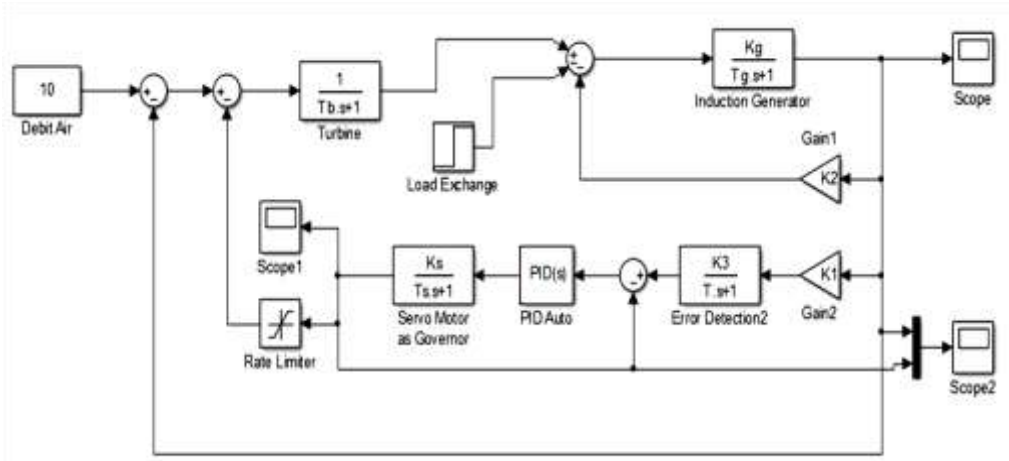 10
Debit Air
1
Tb.s+1
Turbine
Load Exchange
Kg
Tg.s+1
Induction Generator
Scope
Gain1
K2
Scope1
Ks
Ts.s+1
Servo Motor
as Governor
PID(s)
PID Auto
K3
T.s+1
Error Detection2
K1
Gain2
Rate Limiter
Scope2